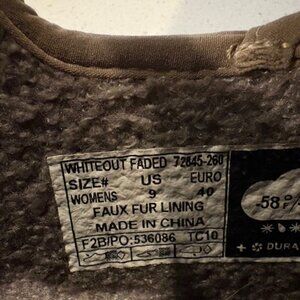 WHITEOUT FADED 72845-260
SIZE# US EURO
WOMENS 9 40
FAUX FUR LINING
MADE IN CHINA
F2B/PO:536086 TC10
-58
DURA